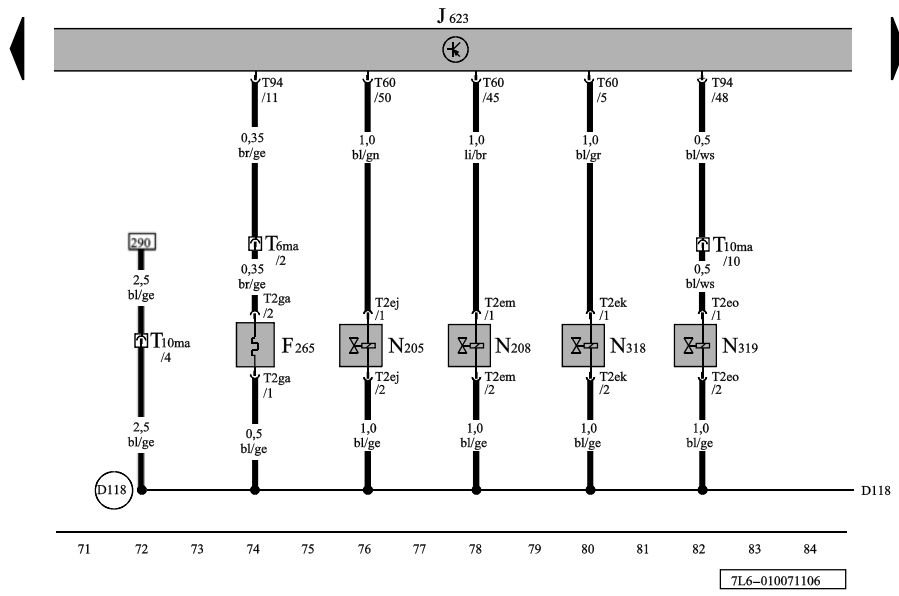 J 623
T94 T60 T60 T60 T94
/11 /50 /45 /5 /48
0,35 1,0 1,0 1,0 0,5
br/ge bl/gn li/br bl/gr bl/ws
290 T6ma T10ma
/2 /10
2,5 0,35 0,5
bl/ge br/ge bl/ws
T2ga T2ej T2em T2ek T2eo
/2 /1 /1 /1 /1
T10ma F265 N205 N208 N318 N319
/4
T2ga T2ej T2em T2ek T2eo
/1 /2 /2 /2 /2
2,5 0,5 1,0 1,0 1,0 1,0
bl/ge bl/ge bl/ge bl/ge bl/ge bl/ge
D118 D118
71 72 73 74 75 76 77 78 79 80 81 82 83 84
7L6-010071106